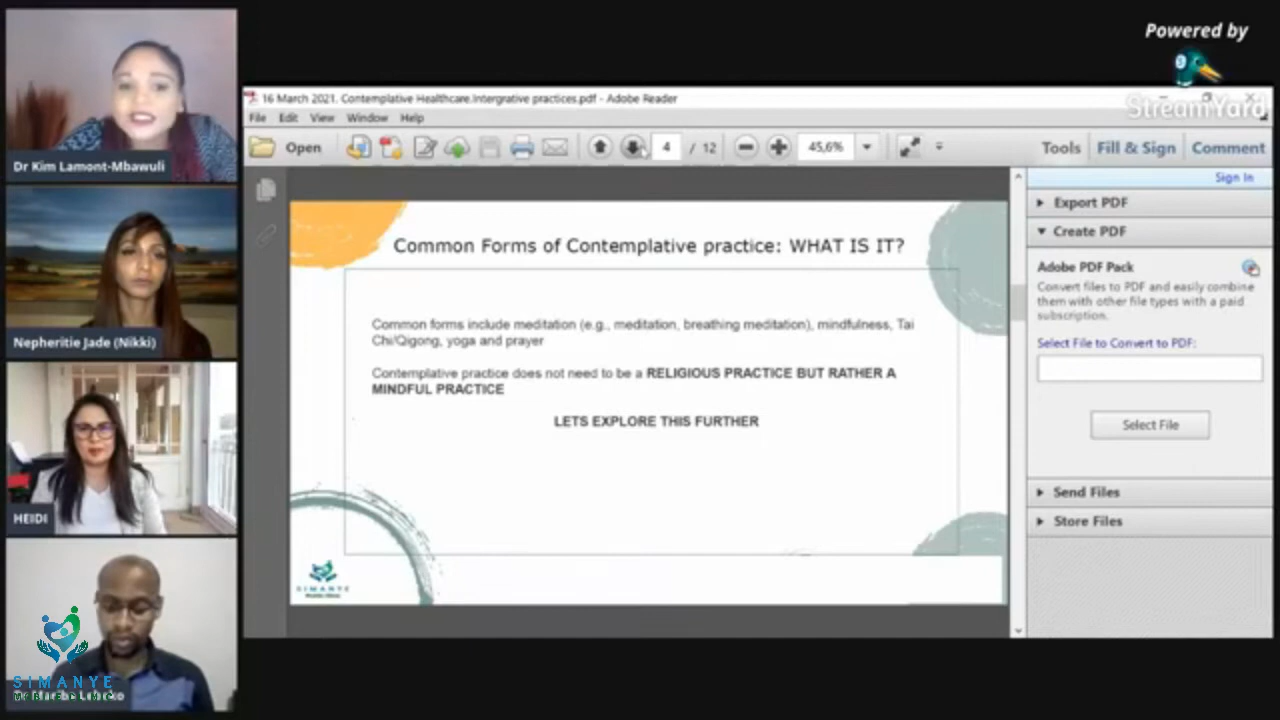 Powered by
StreamYard
Dr Kim Lamont-Mbawuli
Nepheritie Jade (Nikki)
HEIDI
SIMANYE
MOBILE CLINIC
16 March 2021. Contemplative Healthcare.Intergrative practices.pdf - Adobe Reader
File Edit View Window Help
Open 4 / 12 45,6% Tools Fill & Sign Comment
Sign In
Export PDF
Create PDF
Adobe PDF Pack
Convert files to PDF and easily combine
them with other file types with a paid
subscription.
Select File to Convert to PDF:
Select File
Send Files
Store Files
Common Forms of Contemplative practice: WHAT IS IT?
Common forms include meditation (e.g., meditation, breathing meditation), mindfulness, Tai
Chi/Qigong, yoga and prayer
Contemplative practice does not need to be a RELIGIOUS PRACTICE BUT RATHER A
MINDFUL PRACTICE
LETS EXPLORE THIS FURTHER
SIMANYE